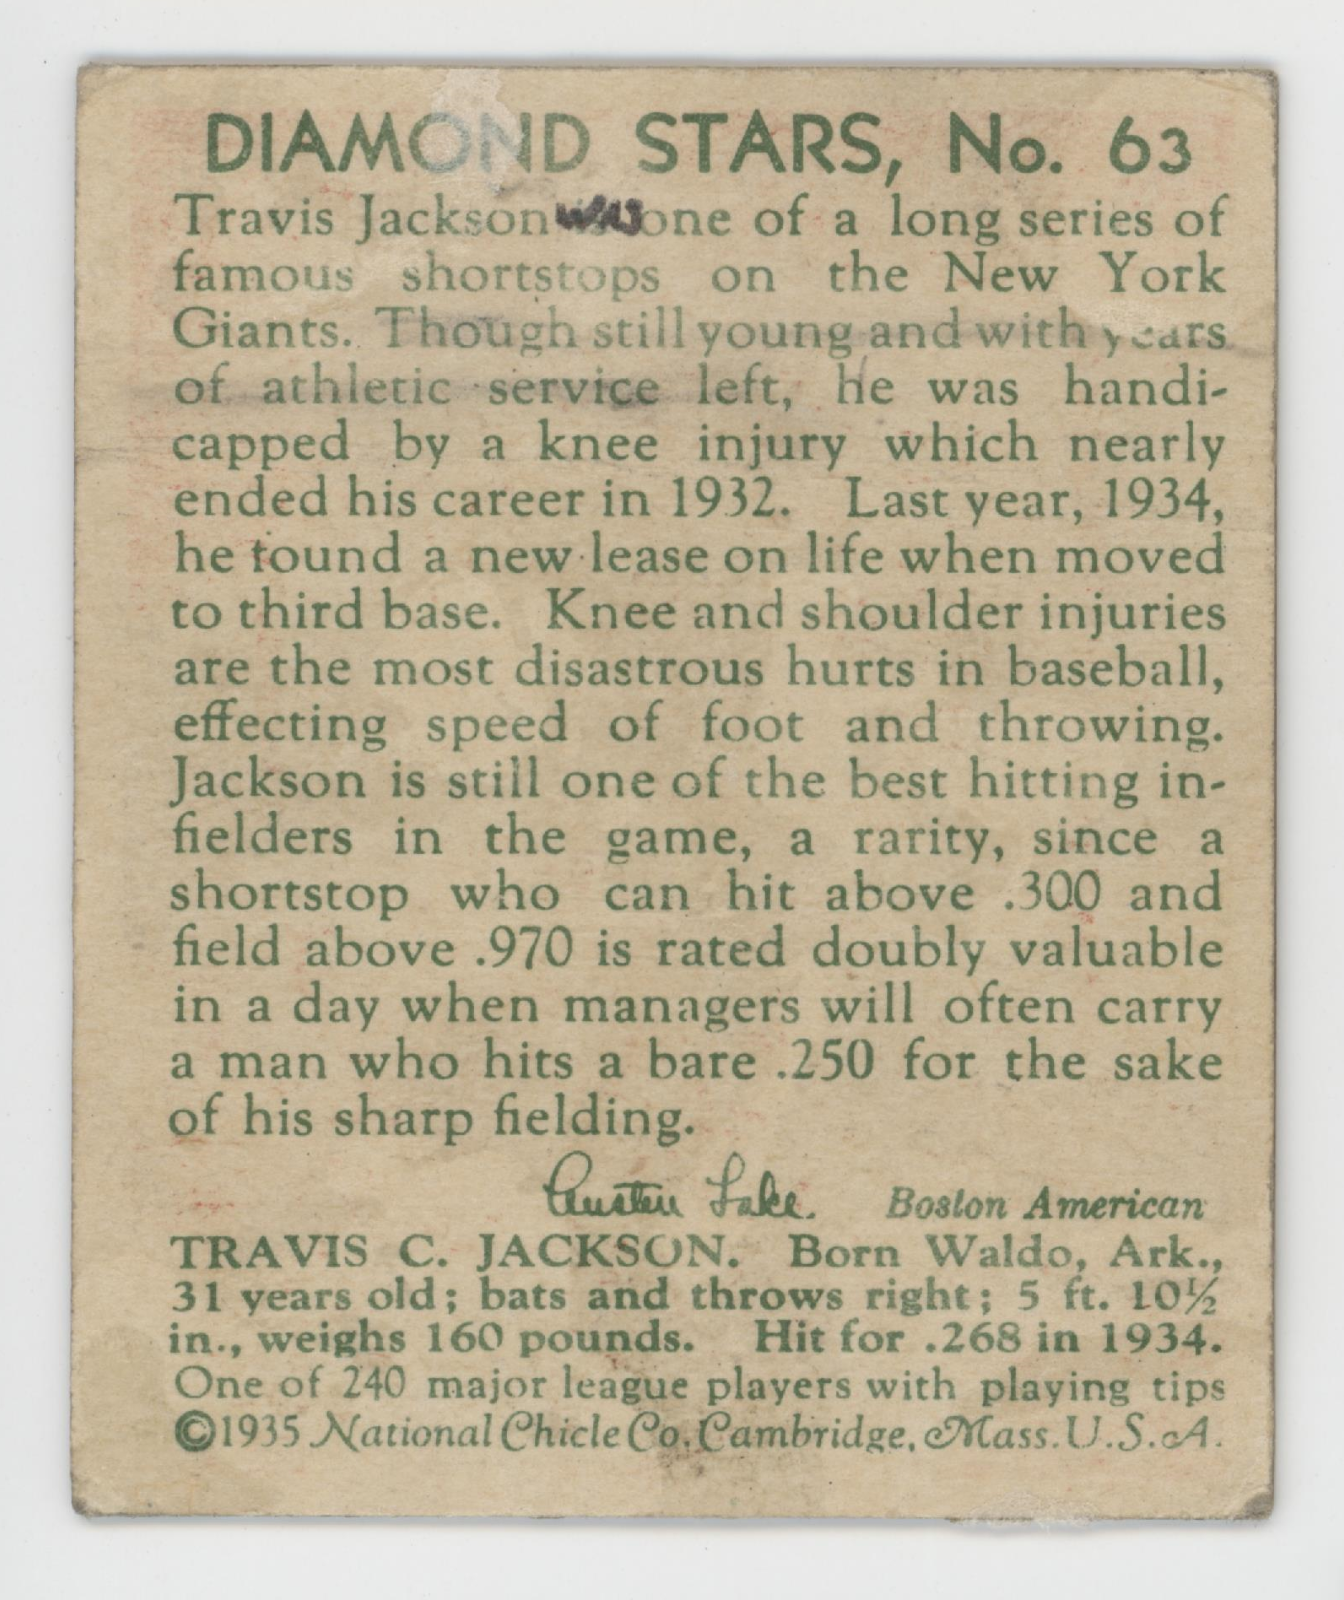 DIAMOND STARS, No. 63
Travis Jackson was one of a long series of
famous shortstops on the New York
Giants. Though still young and with years
of athletic service left, he was handi-
capped by a knee injury which nearly
ended his career in 1932. Last year, 1934,
he found a new lease on life when moved
to third base. Knee and shoulder injuries
are the most disastrous hurts in baseball,
effecting speed of foot and throwing.
Jackson is still one of the best hitting in-
fielders in the game, a rarity, since a
shortstop who can hit above .300 and
field above .970 is rated doubly valuable
in a day when managers will often carry
a man who hits a bare .250 for the sake
of his sharp fielding.
Austen Lake. Boston American
TRAVIS C. JACKSON. Born Waldo, Ark.,
31 years old; bats and throws right; 5 ft. 10½
in., weighs 160 pounds. Hit for .268 in 1934.
One of 240 major league players with playing tips
©1935 National Chicle Co. Cambridge, Mass. U.S.A.